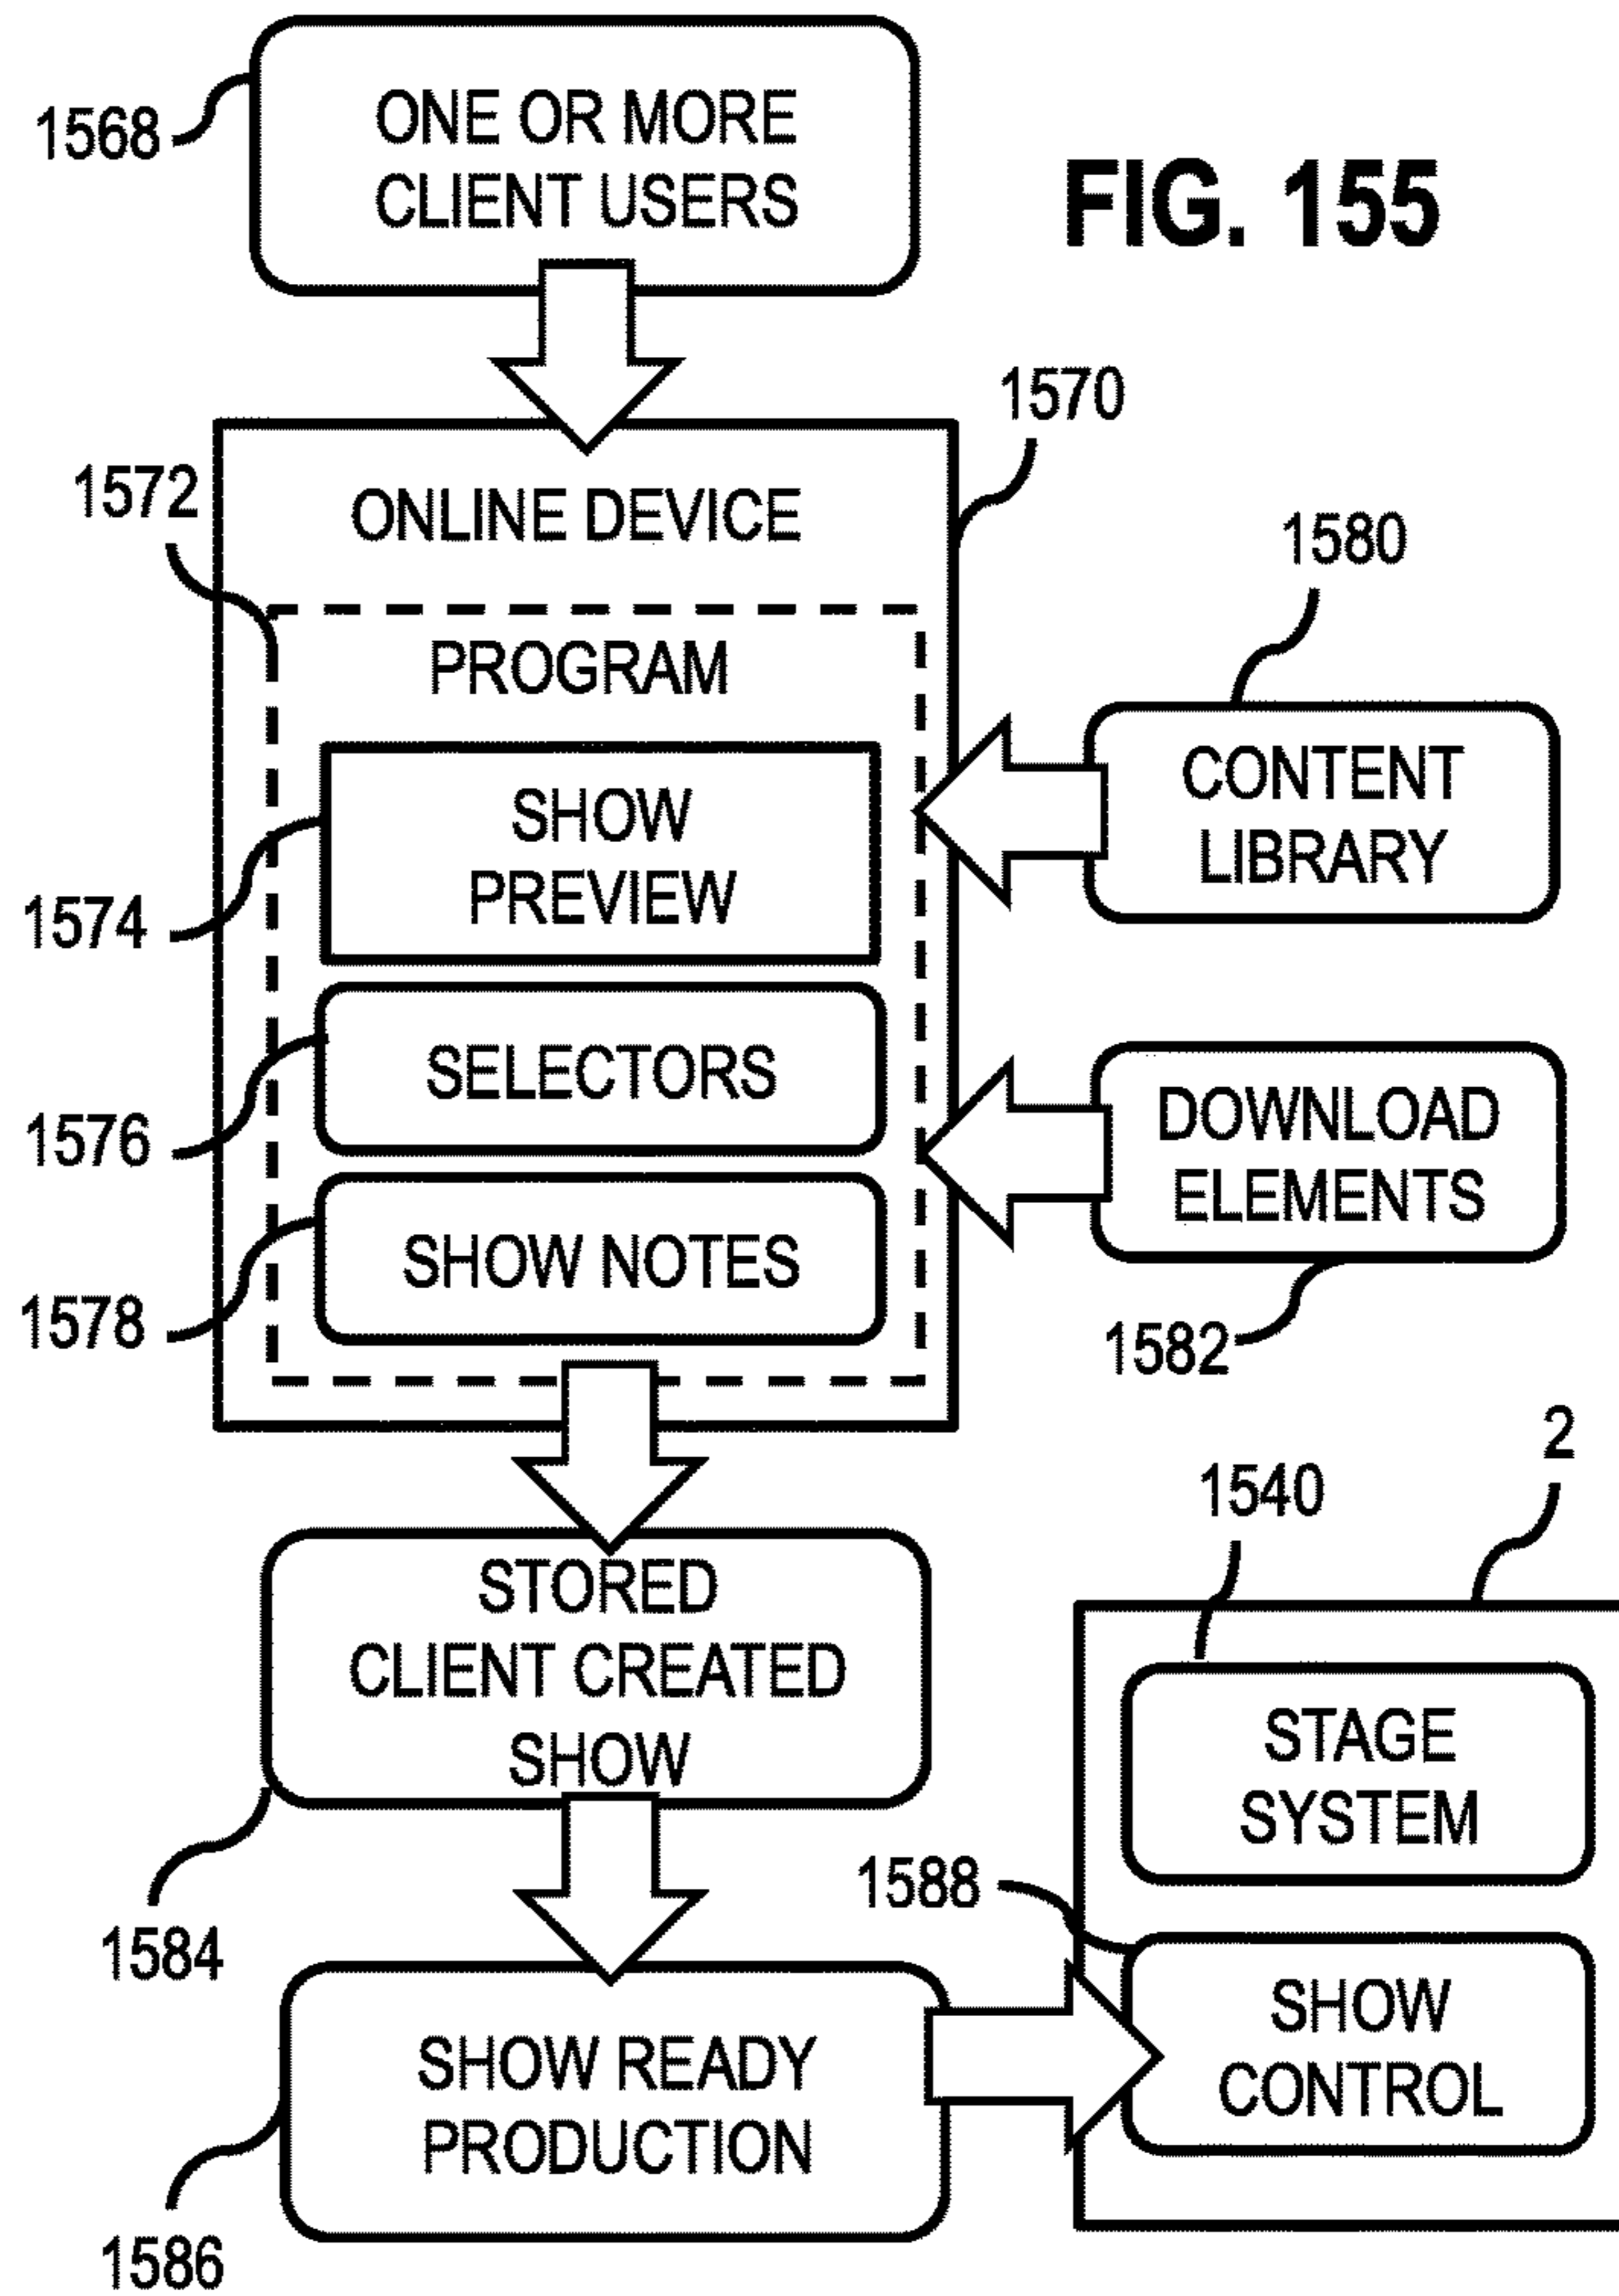 1568
ONE OR MORE
CLIENT USERS
FIG. 155
1570
1572
ONLINE DEVICE
1580
PROGRAM
CONTENT
LIBRARY
SHOW
PREVIEW
1574
SELECTORS
1576
DOWNLOAD
ELEMENTS
SHOW NOTES
1578
1582
2
1540
STORED
CLIENT CREATED
SHOW
STAGE
SYSTEM
1588
1584
SHOW
CONTROL
SHOW READY
PRODUCTION
1586